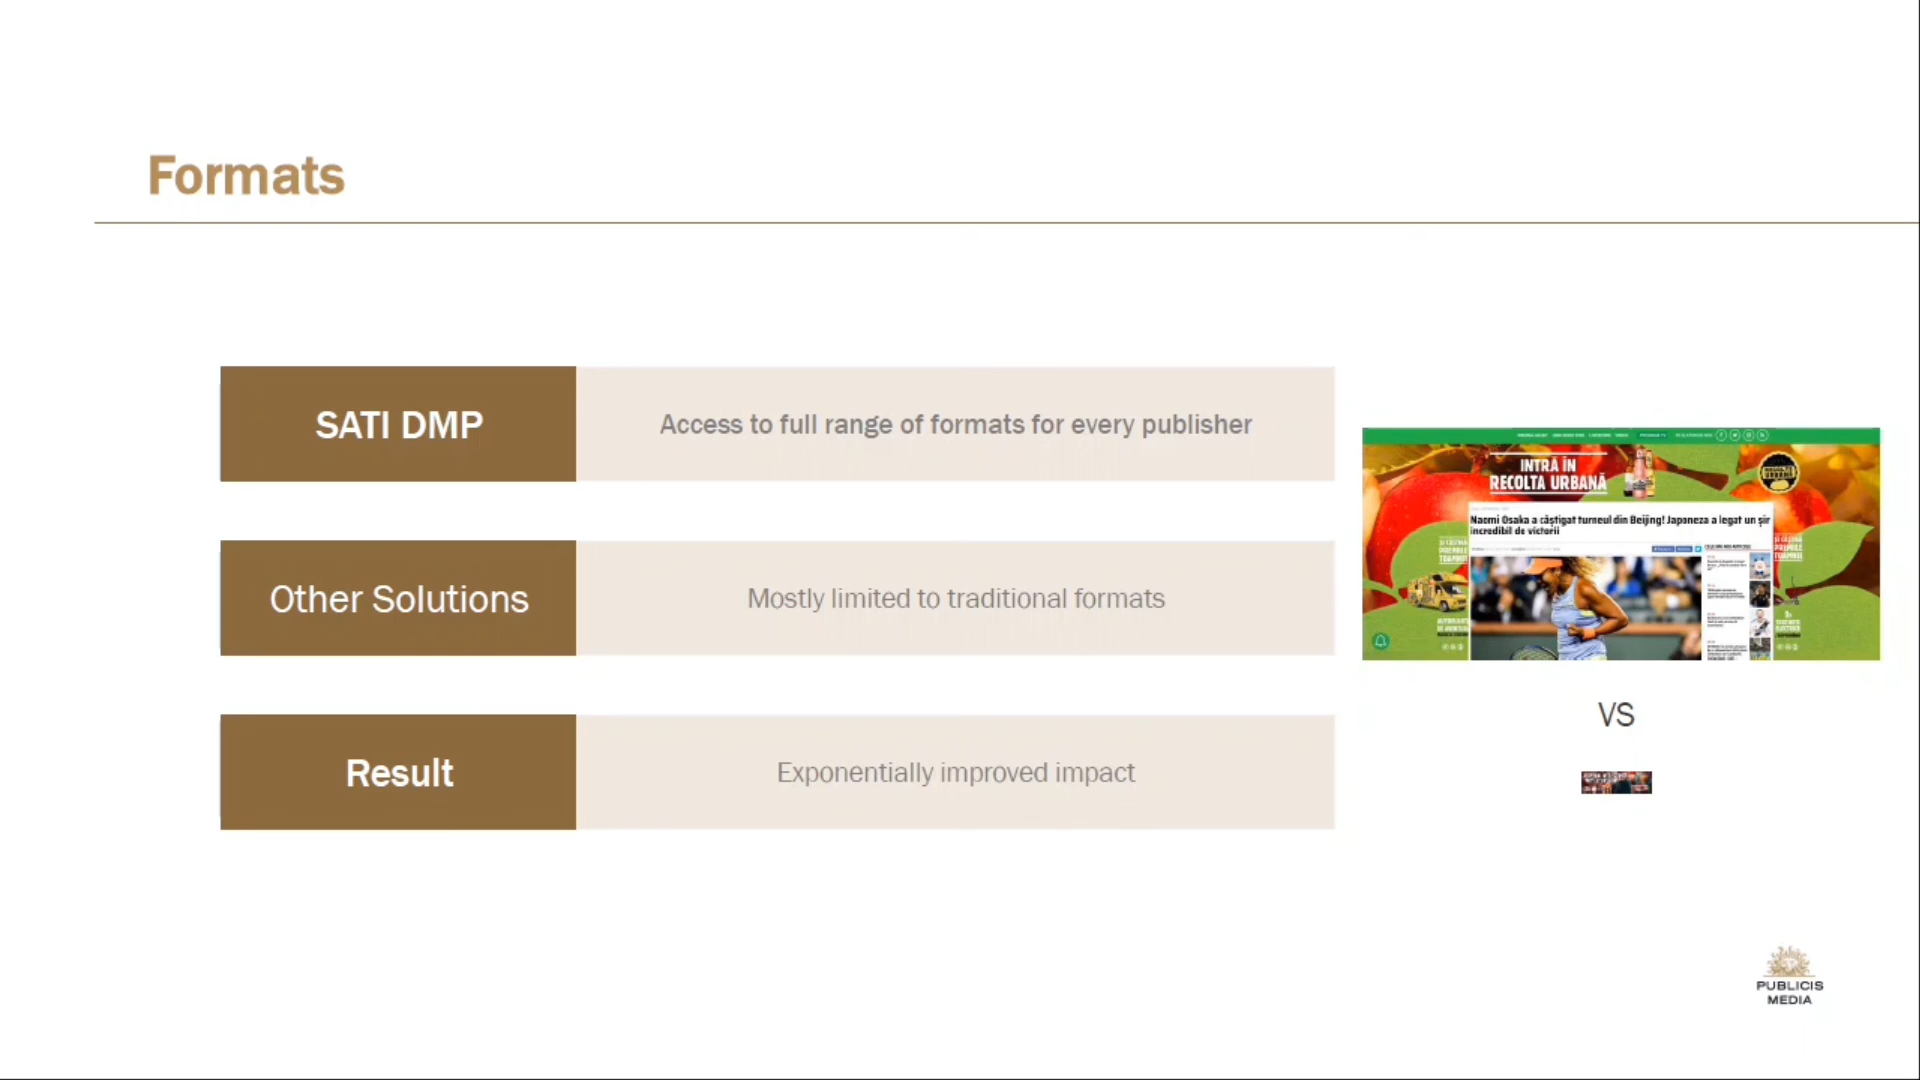 Formats
SATI DMP
Access to full range of formats for every publisher
Other Solutions
Mostly limited to traditional formats
Result
Exponentially improved impact
INTRĂ ÎN
RECOLTA URBANĂ
Naomi Osaka a câștigat turneul din Beijing! Japoneza a legat un șir
incredibil de victorii
VS
PUBLICIS
MEDIA